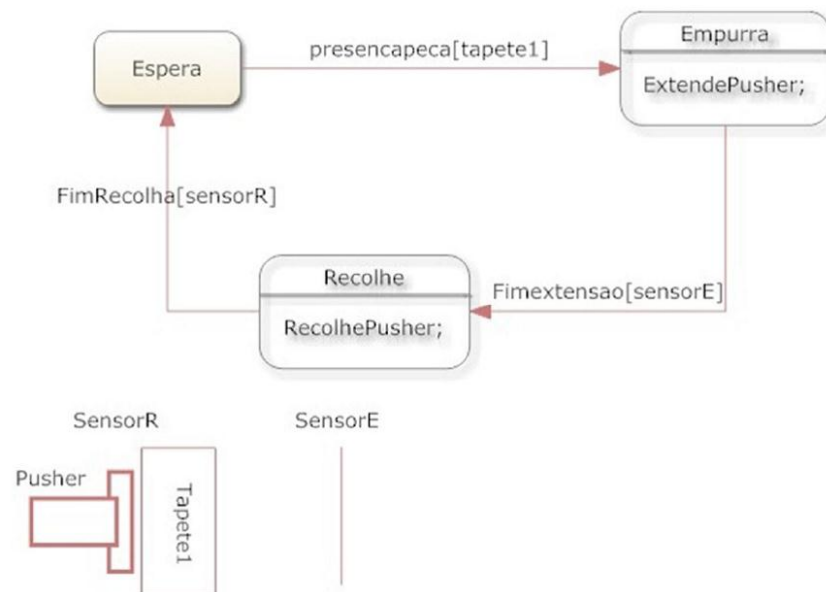 presencapeca[tapete1]
Espera
Empurra
ExtendePusher;
FimRecolha[sensorR]
Recolhe
RecolhePusher;
Fimextensao[sensorE]
SensorR
SensorE
Pusher
Tapete1